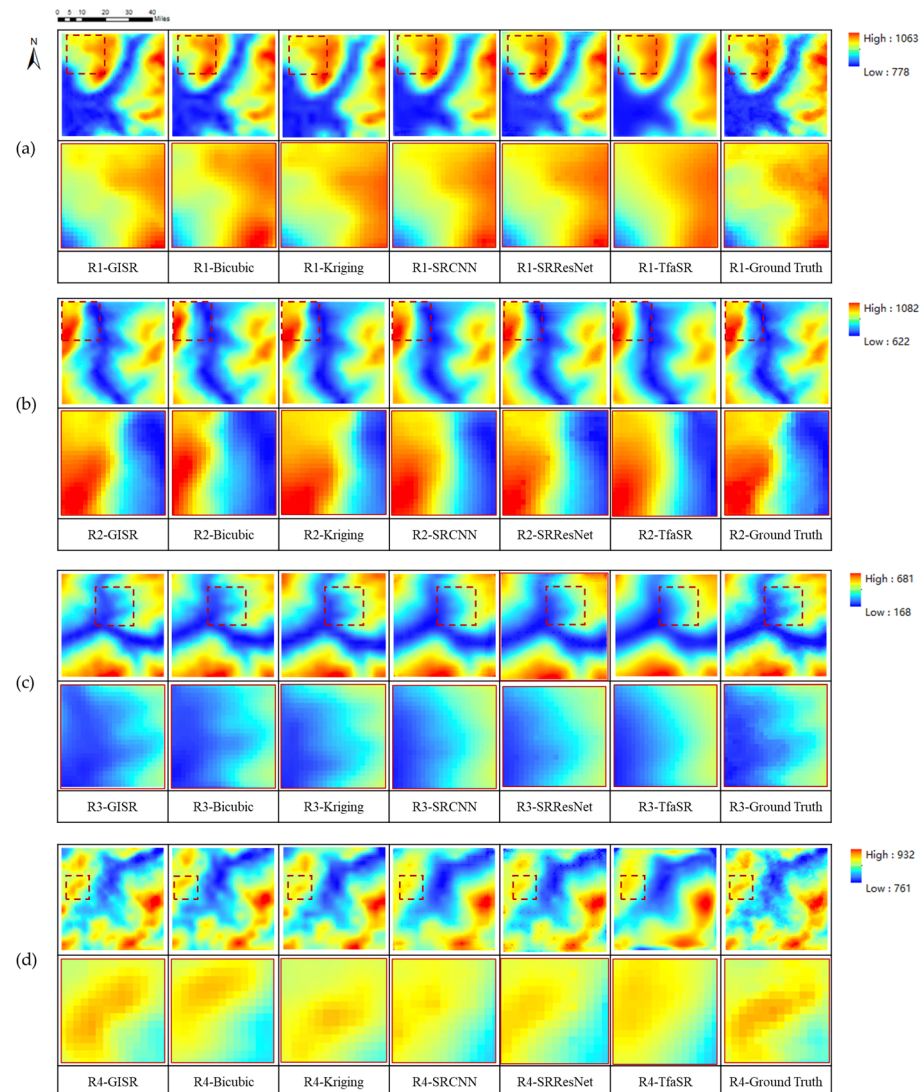 0 5 10 20 30 40
Miles
N
High : 1063
Low : 778
(a)
R1-GISR R1-Bicubic R1-Kriging R1-SRCNN R1-SRResNet R1-TfaSR R1-Ground Truth
High : 1082
Low : 622
(b)
R2-GISR R2-Bicubic R2-Kriging R2-SRCNN R2-SRResNet R2-TfaSR R2-Ground Truth
High : 681
Low : 168
(c)
R3-GISR R3-Bicubic R3-Kriging R3-SRCNN R3-SRResNet R3-TfaSR R3-Ground Truth
High : 932
Low : 761
(d)
R4-GISR R4-Bicubic R4-Kriging R4-SRCNN R4-SRResNet R4-TfaSR R4-Ground Truth